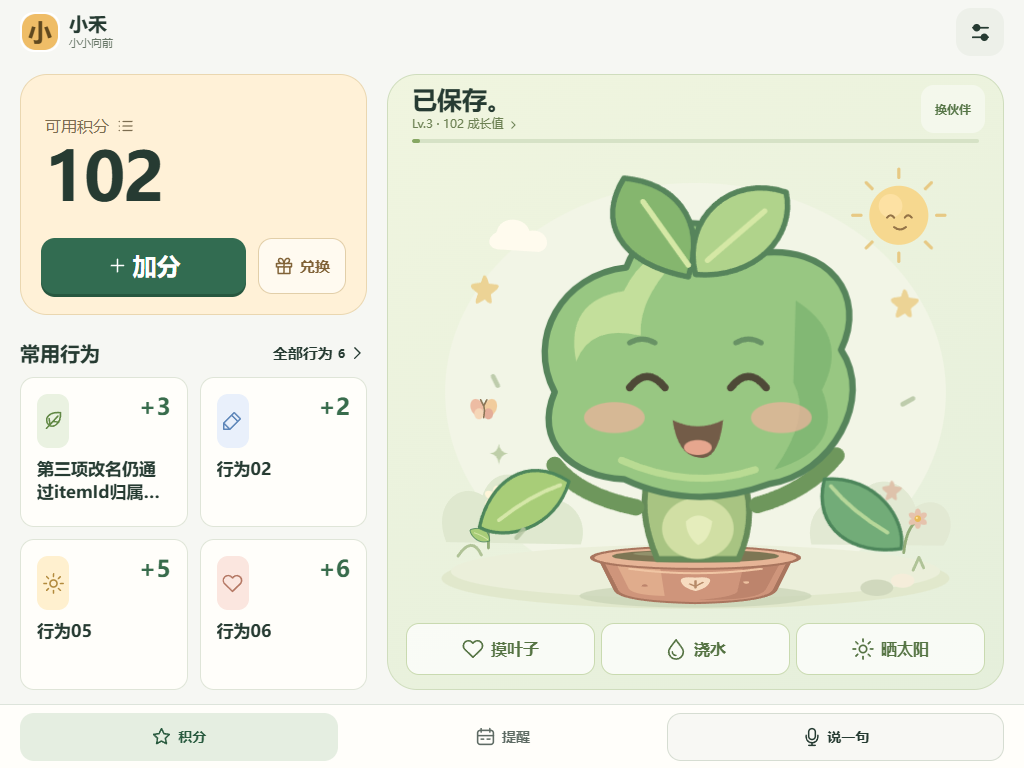 小
小禾
小小向前
可用积分
102
+ 加分
兑换
常用行为
全部行为 6
+3
第三项改名仍通
过itemId归属…
+2
行为02
+5
行为05
+6
行为06
已保存。
Lv.3 · 102 成长值
换伙伴
摸叶子
浇水
晒太阳
积分
提醒
说一句